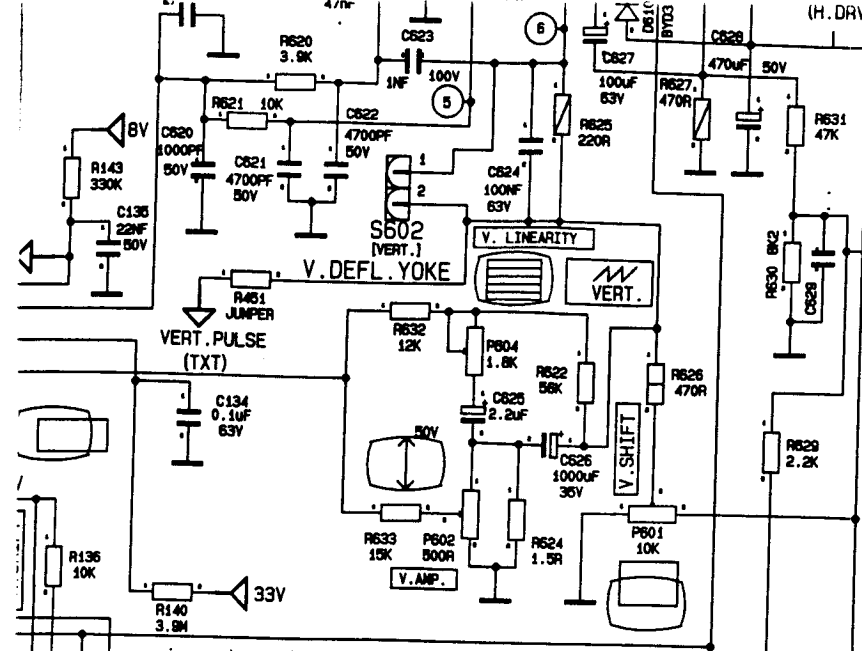 47nF
(H.DRV
6
D610
BYD3
C628
R620
3.9K
C623
1NF
100V
C627
100uF
63V
470uF
50V
R627
470R
R621
10K
5
8V
C620
1000PF
50V
C622
4700PF
50V
R625
220R
R631
47K
C621
4700PF
50V
1
2
C624
100NF
63V
R143
330K
C135
22NF
50V
S602
[VERT.]
V. LINEARITY
V.DEFL.YOKE
VERT.
R630 8K2
C629
R451
JUMPER
VERT.PULSE
(TXT)
R632
12K
P604
1.8K
R622
56K
R626
470R
C134
0.1uF
63V
C625
2.2uF
50V
C626
1000uF
35V
V.SHIFT
R629
2.2K
R633
15K
P602
500R
R624
1.5R
P601
10K
V.AMP.
R136
10K
33V
R140
3.9M